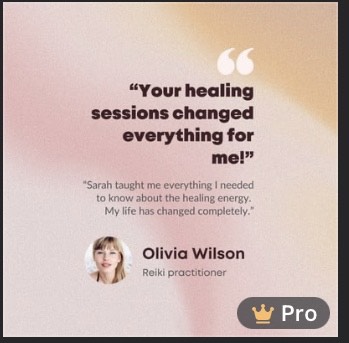 “Your healing
sessions changed
everything for
me!”
“Sarah taught me everything I needed
to know about the healing energy.
My life has changed completely.”
Olivia Wilson
Reiki practitioner
Pro